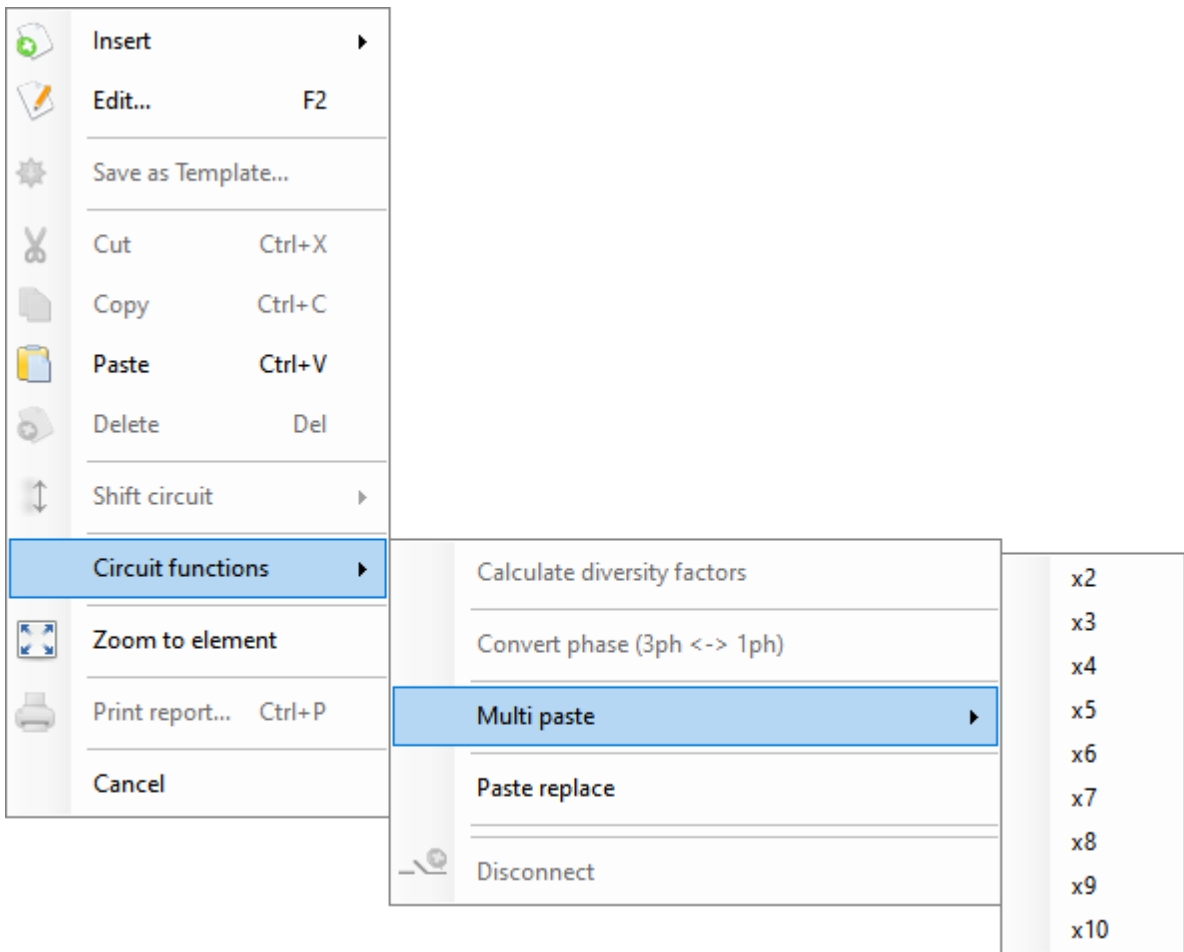 Insert
Edit... F2
Save as Template...
Cut Ctrl+X
Copy Ctrl+C
Paste Ctrl+V
Delete Del
Shift circuit
Circuit functions
Zoom to element
Print report... Ctrl+P
Cancel
Calculate diversity factors
Convert phase (3ph <-> 1ph)
Multi paste
Paste replace
Disconnect
x2
x3
x4
x5
x6
x7
x8
x9
x10